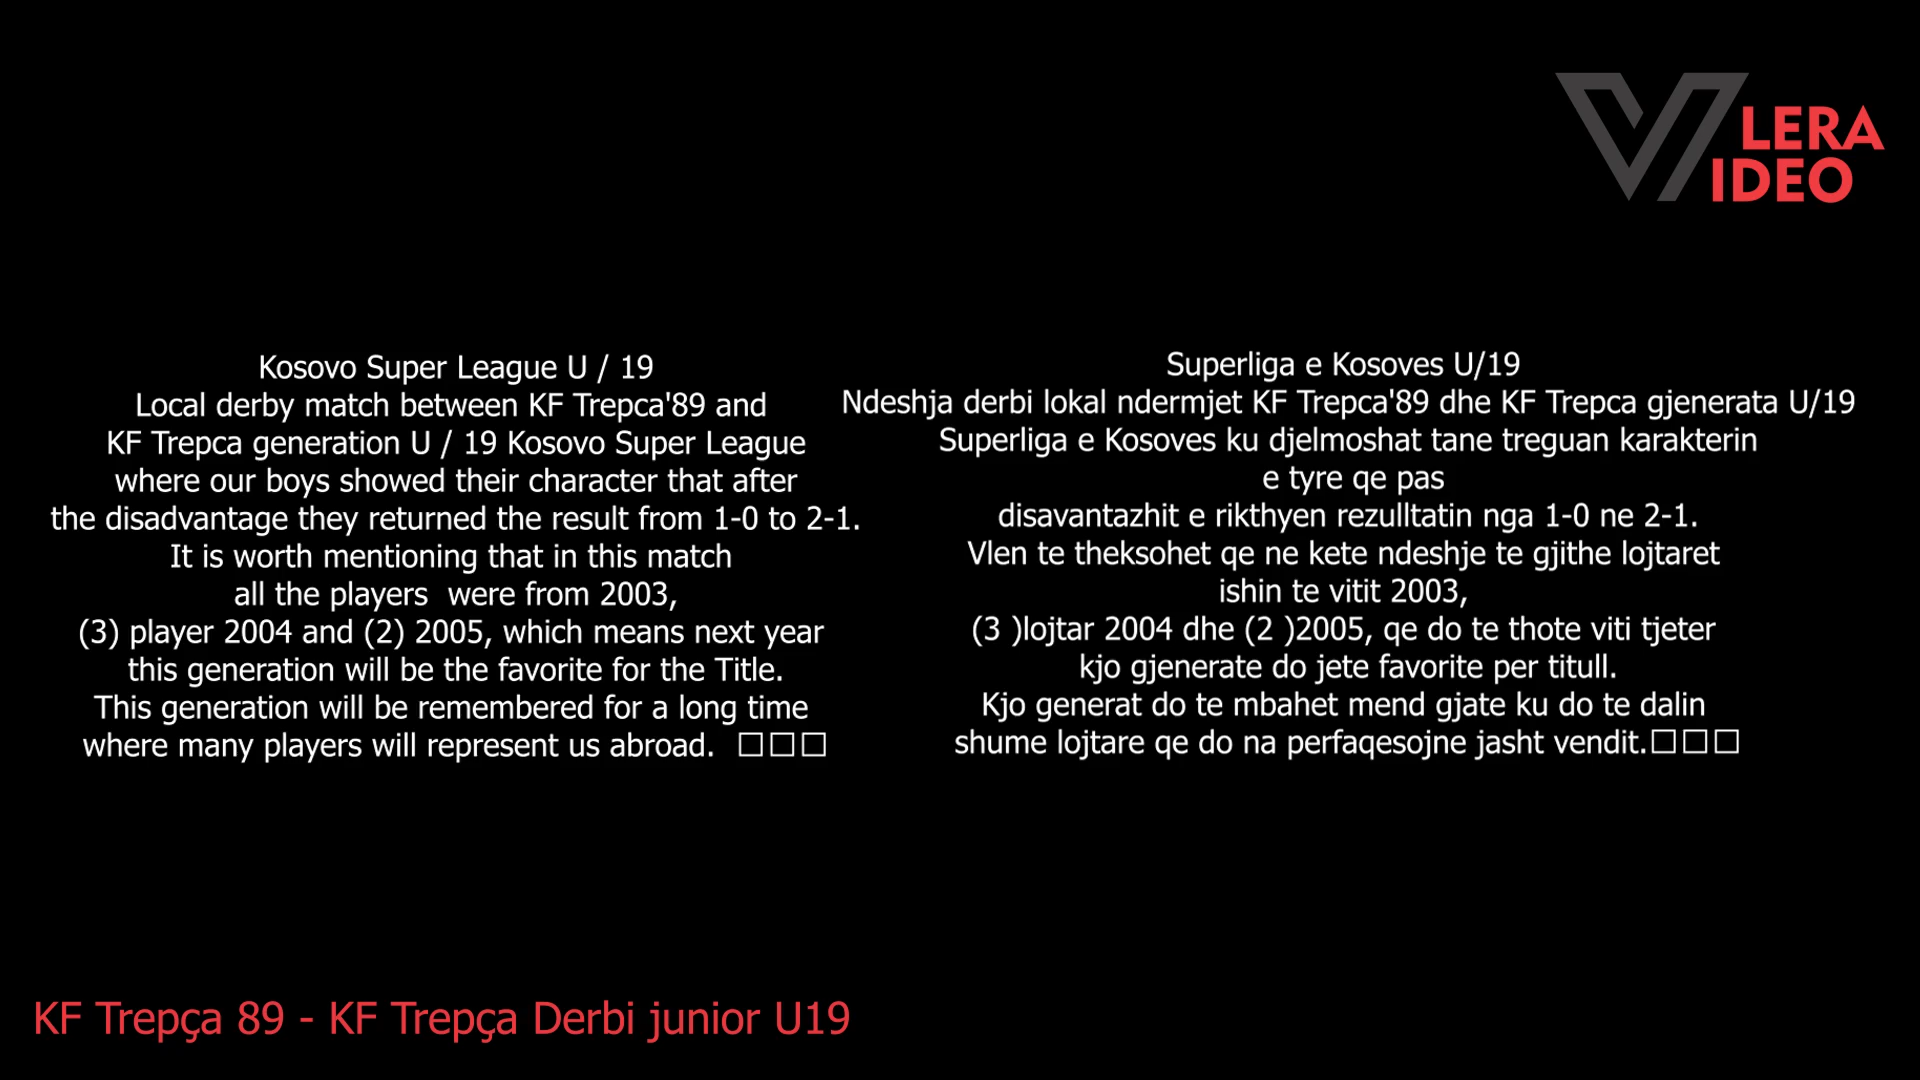 VLERA
VIDEO
Kosovo Super League U / 19
Local derby match between KF Trepca'89 and
KF Trepca generation U / 19 Kosovo Super League
where our boys showed their character that after
the disadvantage they returned the result from 1-0 to 2-1.
It is worth mentioning that in this match
all the players  were from 2003,
(3) player 2004 and (2) 2005, which means next year
this generation will be the favorite for the Title.
This generation will be remembered for a long time
where many players will represent us abroad.  □□□
Superliga e Kosoves U/19
Ndeshja derbi lokal ndermjet KF Trepca'89 dhe KF Trepca gjenerata U/19
Superliga e Kosoves ku djelmoshat tane treguan karakterin
e tyre qe pas
disavantazhit e rikthyen rezulltatin nga 1-0 ne 2-1.
Vlen te theksohet qe ne kete ndeshje te gjithe lojtaret
ishin te vitit 2003,
(3 )lojtar 2004 dhe (2 )2005, qe do te thote viti tjeter
kjo gjenerate do jete favorite per titull.
Kjo generat do te mbahet mend gjate ku do te dalin
shume lojtare qe do na perfaqesojne jasht vendit.□□□
KF Trepça 89 - KF Trepça Derbi junior U19